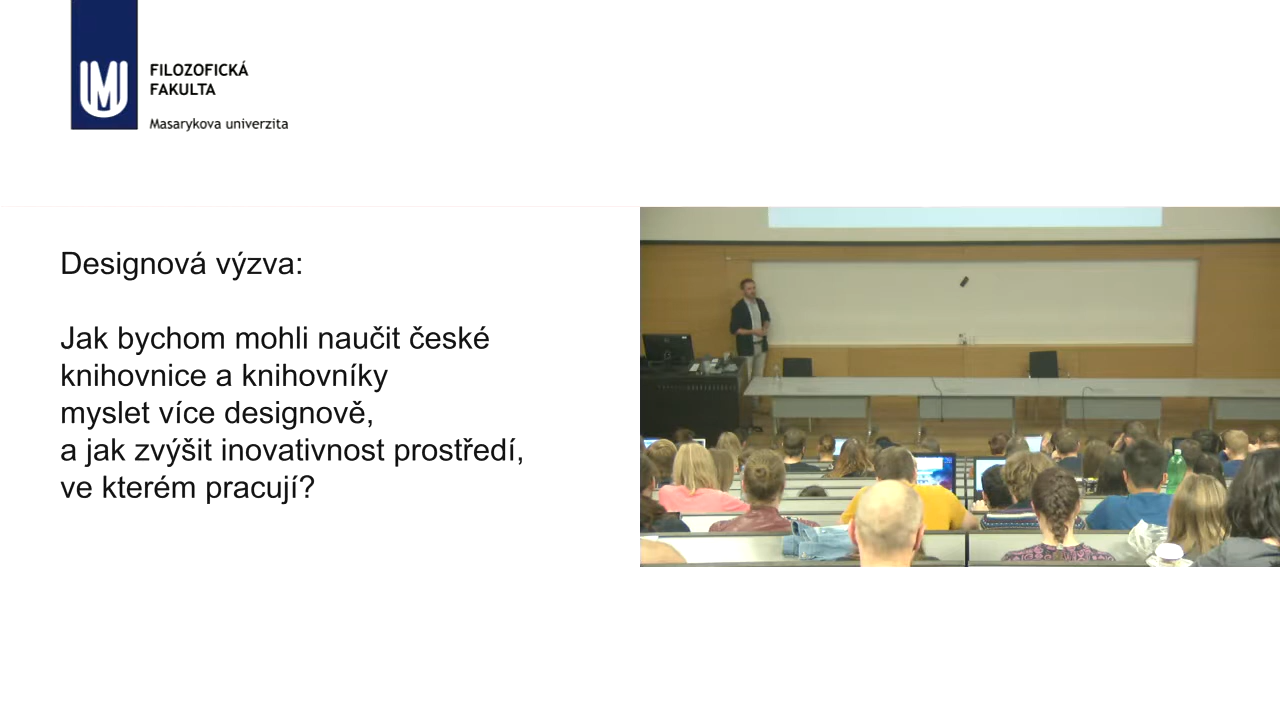 FILOZOFICKÁ
FAKULTA
Masarykova univerzita
Designová výzva:
Jak bychom mohli naučit české
knihovnice a knihovníky
myslet více designově,
a jak zvýšit inovativnost prostředí,
ve kterém pracují?